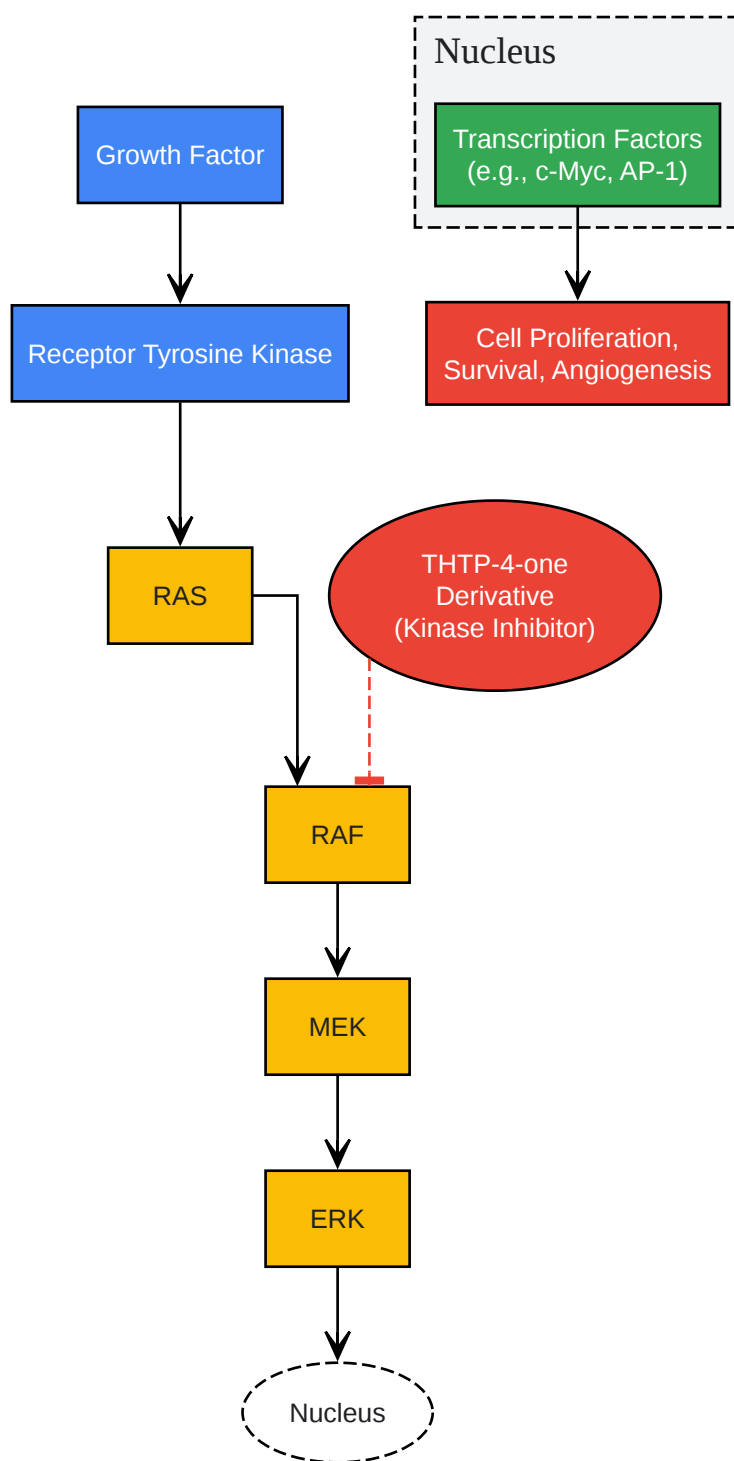 Nucleus
Growth Factor
Transcription Factors
(e.g., c-Myc, AP-1)
Receptor Tyrosine Kinase
Cell Proliferation,
Survival, Angiogenesis
RAS
THTP-4-one
Derivative
(Kinase Inhibitor)
RAF
MEK
ERK
Nucleus